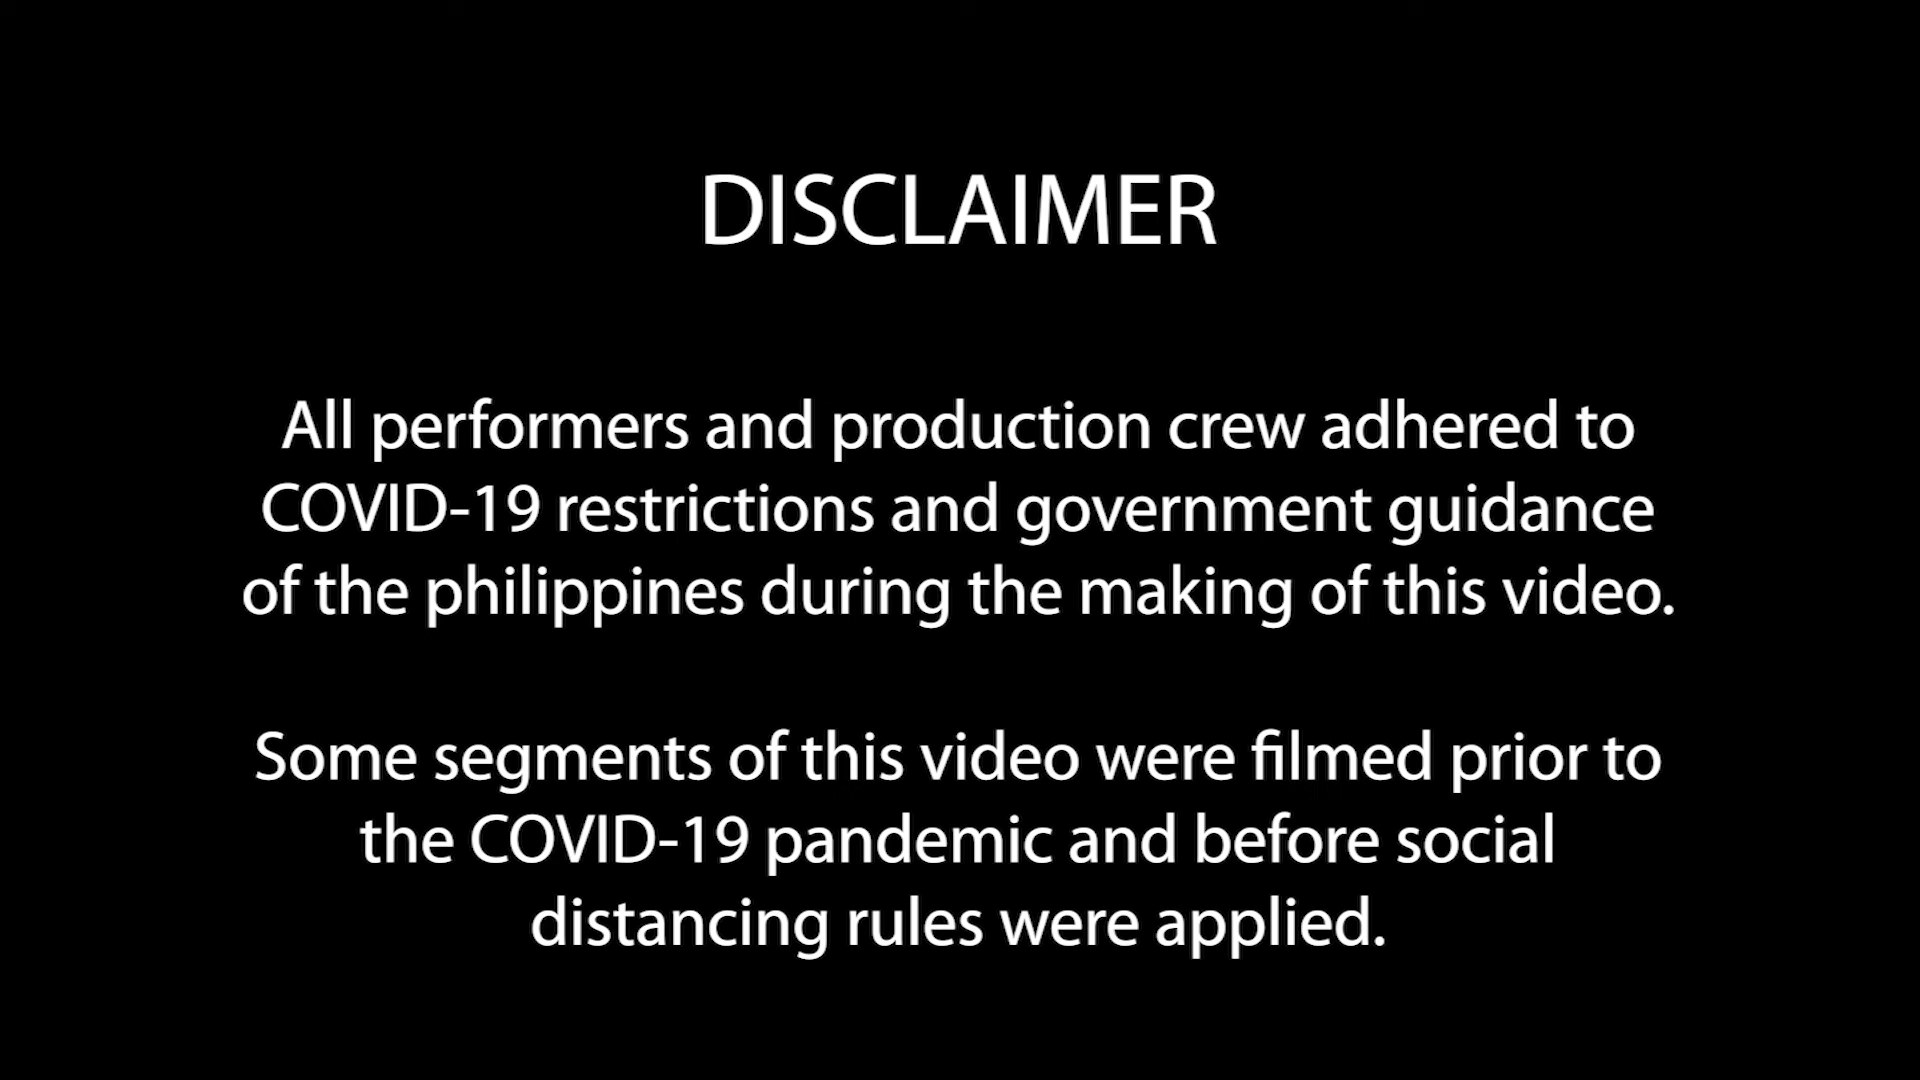 DISCLAIMER
All performers and production crew adhered to
COVID-19 restrictions and government guidance
of the philippines during the making of this video.
Some segments of this video were filmed prior to
the COVID-19 pandemic and before social
distancing rules were applied.